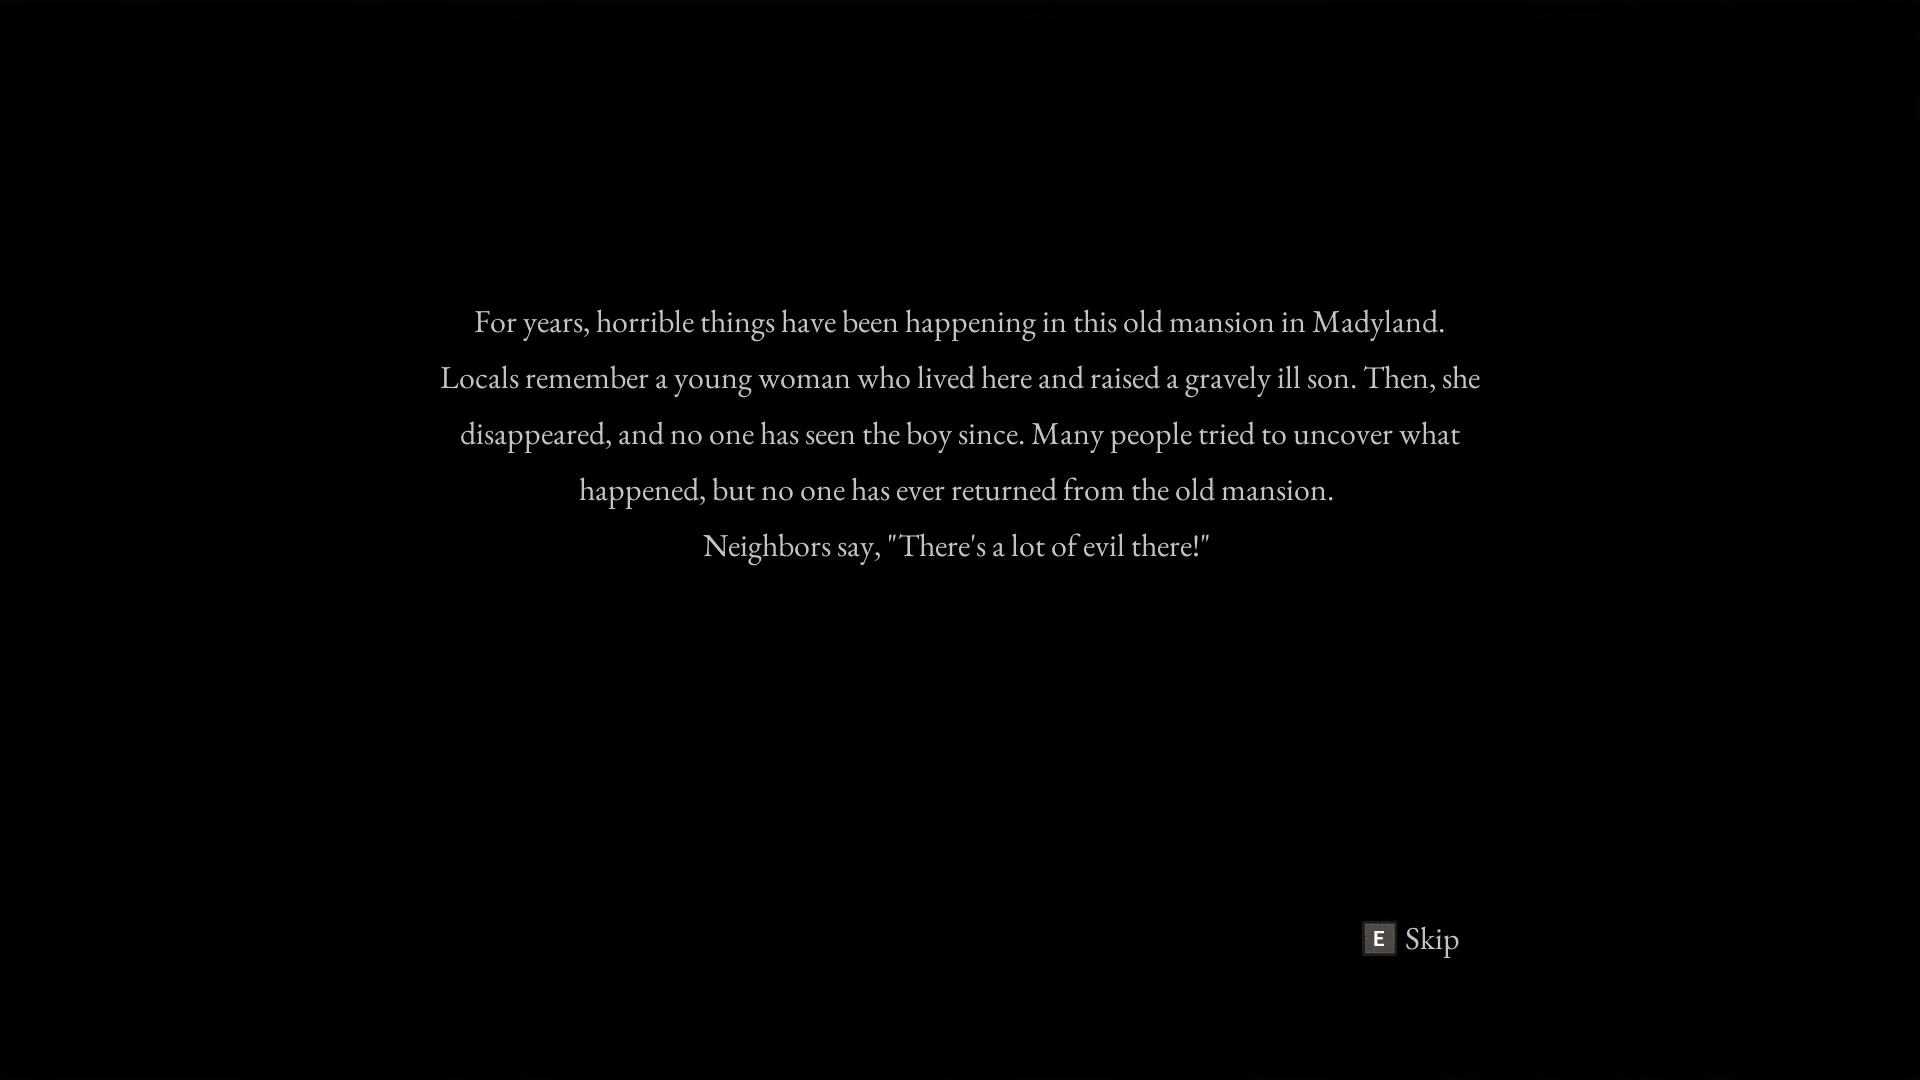 For years, horrible things have been happening in this old mansion in Madyland.
Locals remember a young woman who lived here and raised a gravely ill son. Then, she
disappeared, and no one has seen the boy since. Many people tried to uncover what
happened, but no one has ever returned from the old mansion.
Neighbors say, "There's a lot of evil there!"
E Skip